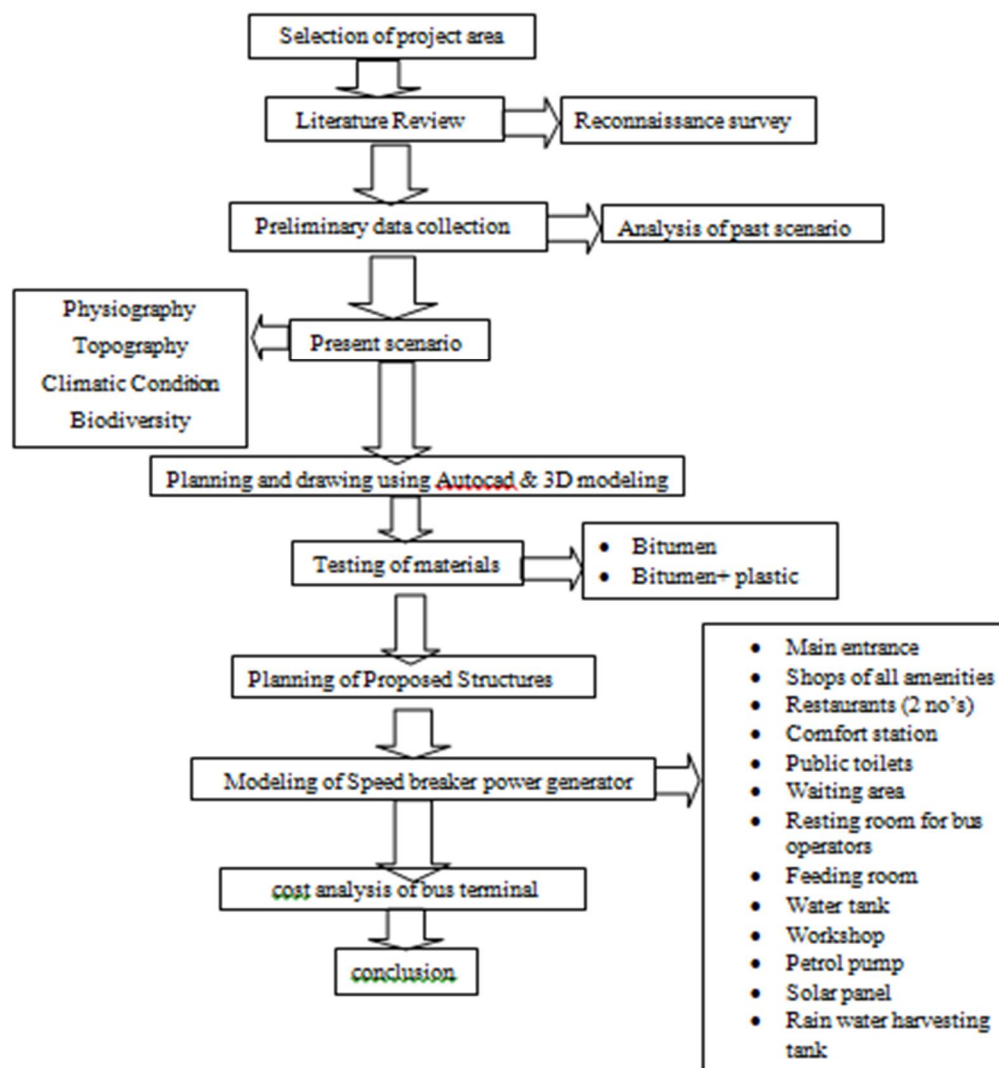 Selection of project area
Literature Review
Reconnaissance survey
Preliminary data collection
Analysis of past scenario
Physiography
Topography
Climatic Condition
Biodiversity
Present scenario
Planning and drawing using Autocad & 3D modeling
Testing of materials
• Bitumen
• Bitumen+ plastic
Planning of Proposed Structures
Modeling of Speed breaker power generator
• Main entrance
• Shops of all amenities
• Restaurants (2 no's)
• Comfort station
• Public toilets
• Waiting area
• Resting room for bus
operators
• Feeding room
• Water tank
• Workshop
• Petrol pump
• Solar panel
• Rain water harvesting
tank
cost analysis of bus terminal
conclusion